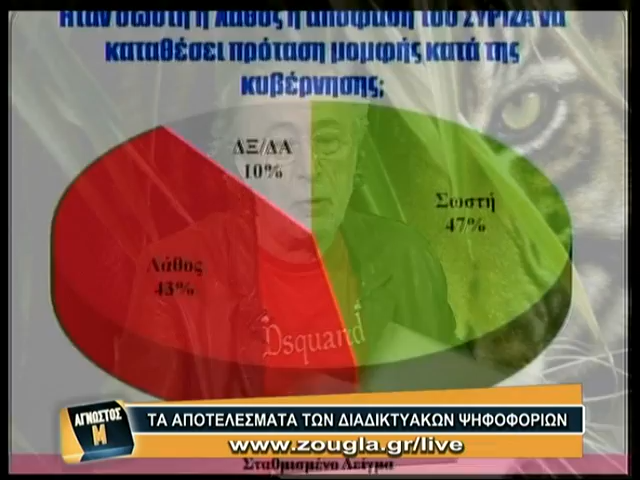 Ήταν σωστή ή λάθος η απόφαση του ΣΥΡΙΖΑ να
καταθέσει πρόταση μομφής κατά της
κυβέρνησης;
ΔΞ/ΔΑ
10%
Σωστή
47%
Λάθος
43%
Dsquared
ΑΓΝΩΣΤΟΣ
Η
ΤΑ ΑΠΟΤΕΛΕΣΜΑΤΑ ΤΩΝ ΔΙΑΔΙΚΤΥΑΚΩΝ ΨΗΦΟΦΟΡΙΩΝ
www.zougla.gr/live
Σταθμισμένο Δείγμα